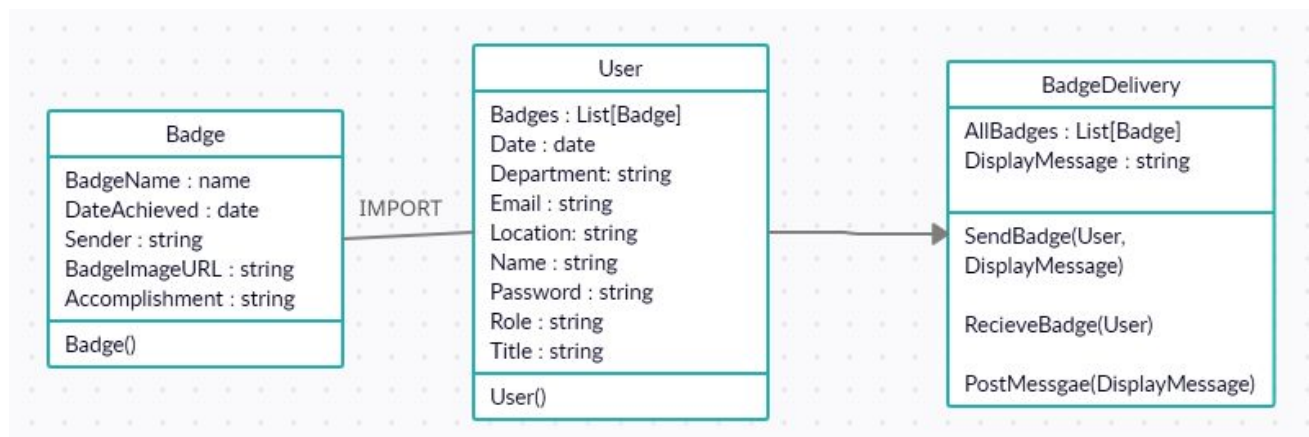 Badge
BadgeName : name
DateAchieved : date
Sender : string
BadgeImageURL : string
Accomplishment : string
Badge()
IMPORT
User
Badges : List[Badge]
Date : date
Department: string
Email : string
Location: string
Name : string
Password : string
Role : string
Title : string
User()
BadgeDelivery
AllBadges : List[Badge]
DisplayMessage : string
SendBadge(User,
DisplayMessage)
RecieveBadge(User)
PostMessgae(DisplayMessage)